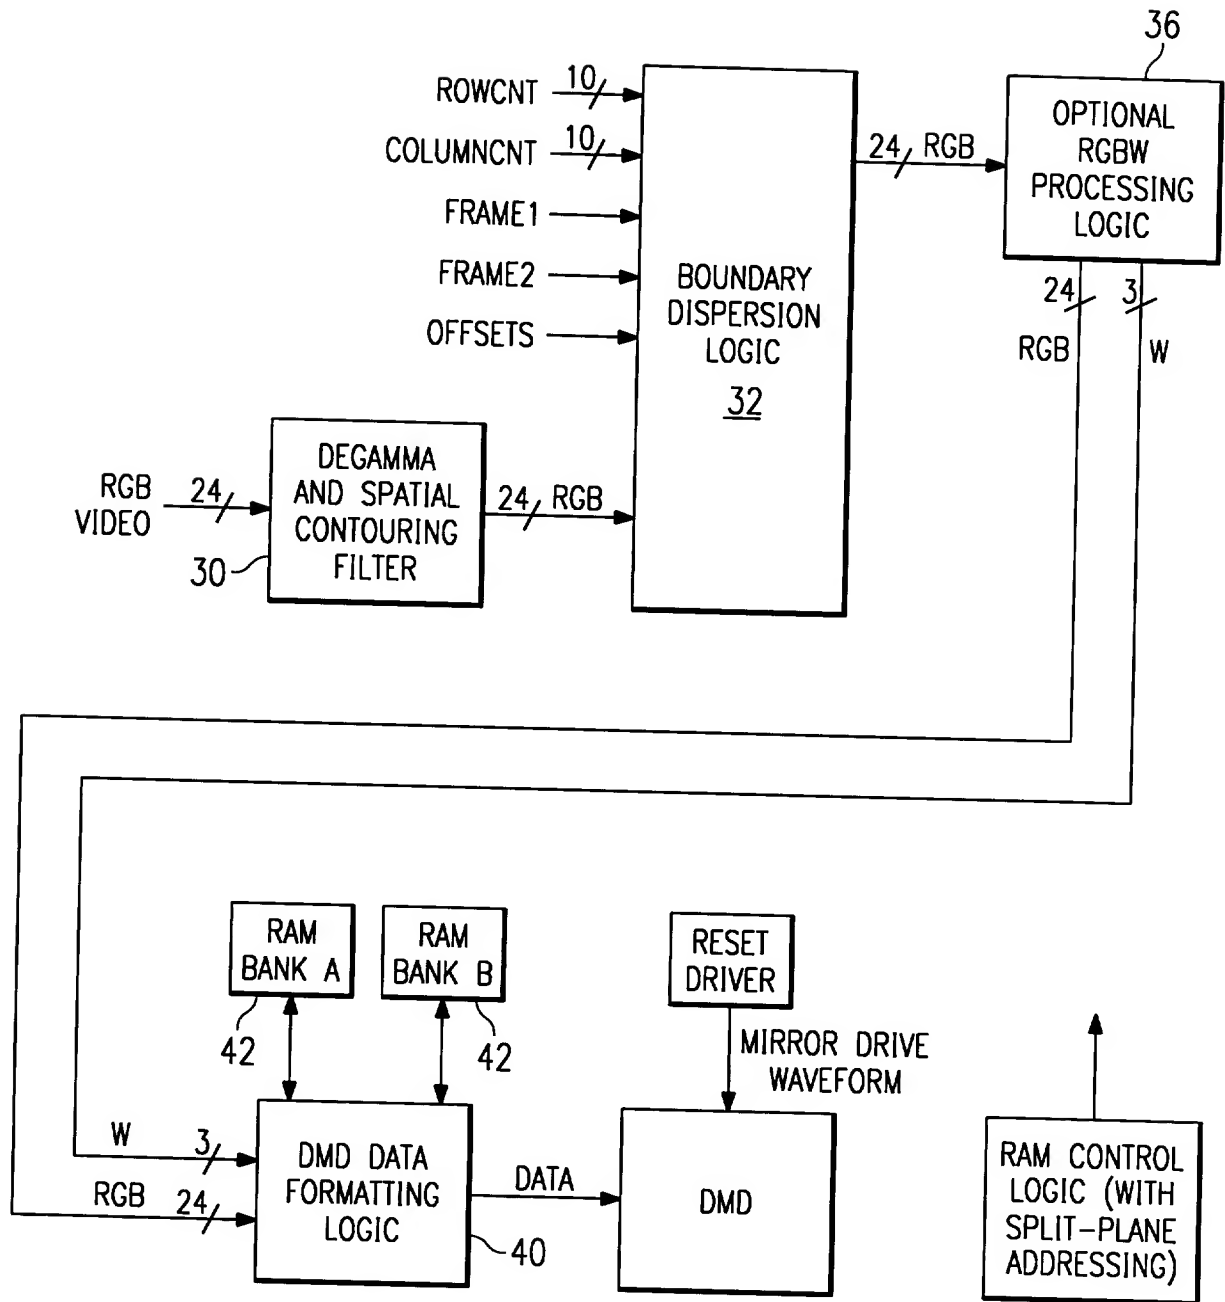 36
ROWCNT 10
COLUMNCNT 10
FRAME1
FRAME2
OFFSETS
BOUNDARY
DISPERSION
LOGIC
32
24 RGB
OPTIONAL
RGBW
PROCESSING
LOGIC
24
RGB
3
W
RGB
VIDEO
24
DEGAMMA
AND SPATIAL
CONTOURING
FILTER
30
24 RGB
RAM
BANK A
42
RAM
BANK B
42
RESET
DRIVER
MIRROR DRIVE
WAVEFORM
W 3
RGB 24
DMD DATA
FORMATTING
LOGIC
40
DATA
DMD
RAM CONTROL
LOGIC (WITH
SPLIT-PLANE
ADDRESSING)